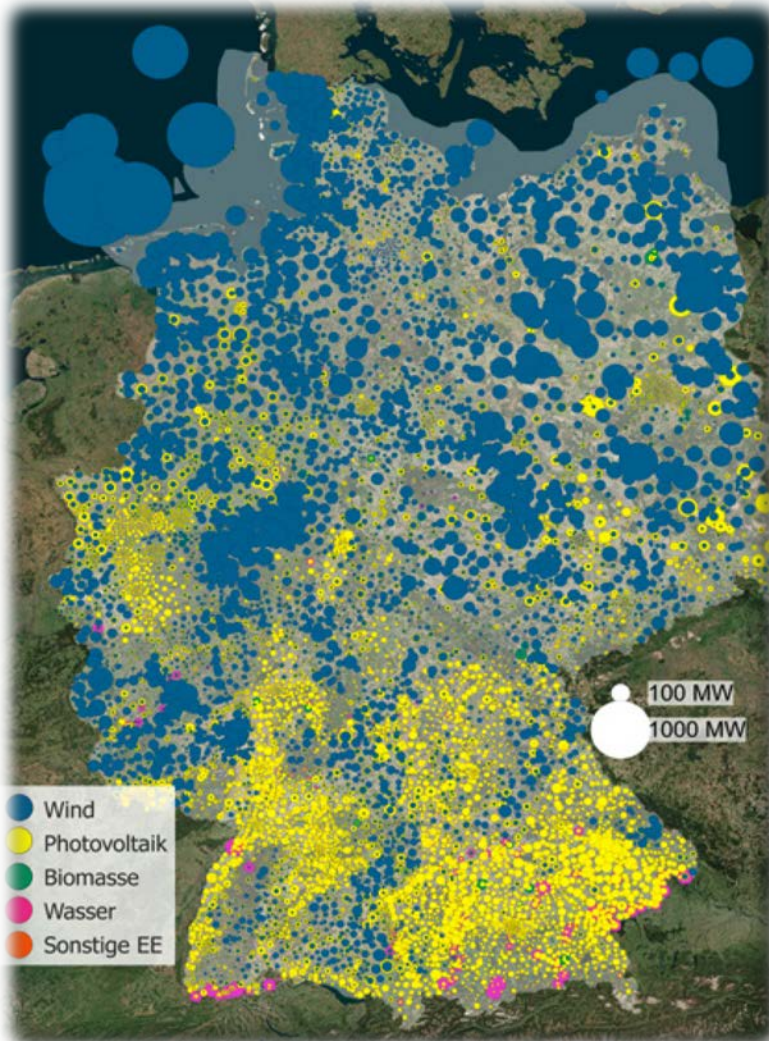 100 MW
1000 MW
Wind
Photovoltaik
Biomasse
Wasser
Sonstige EE